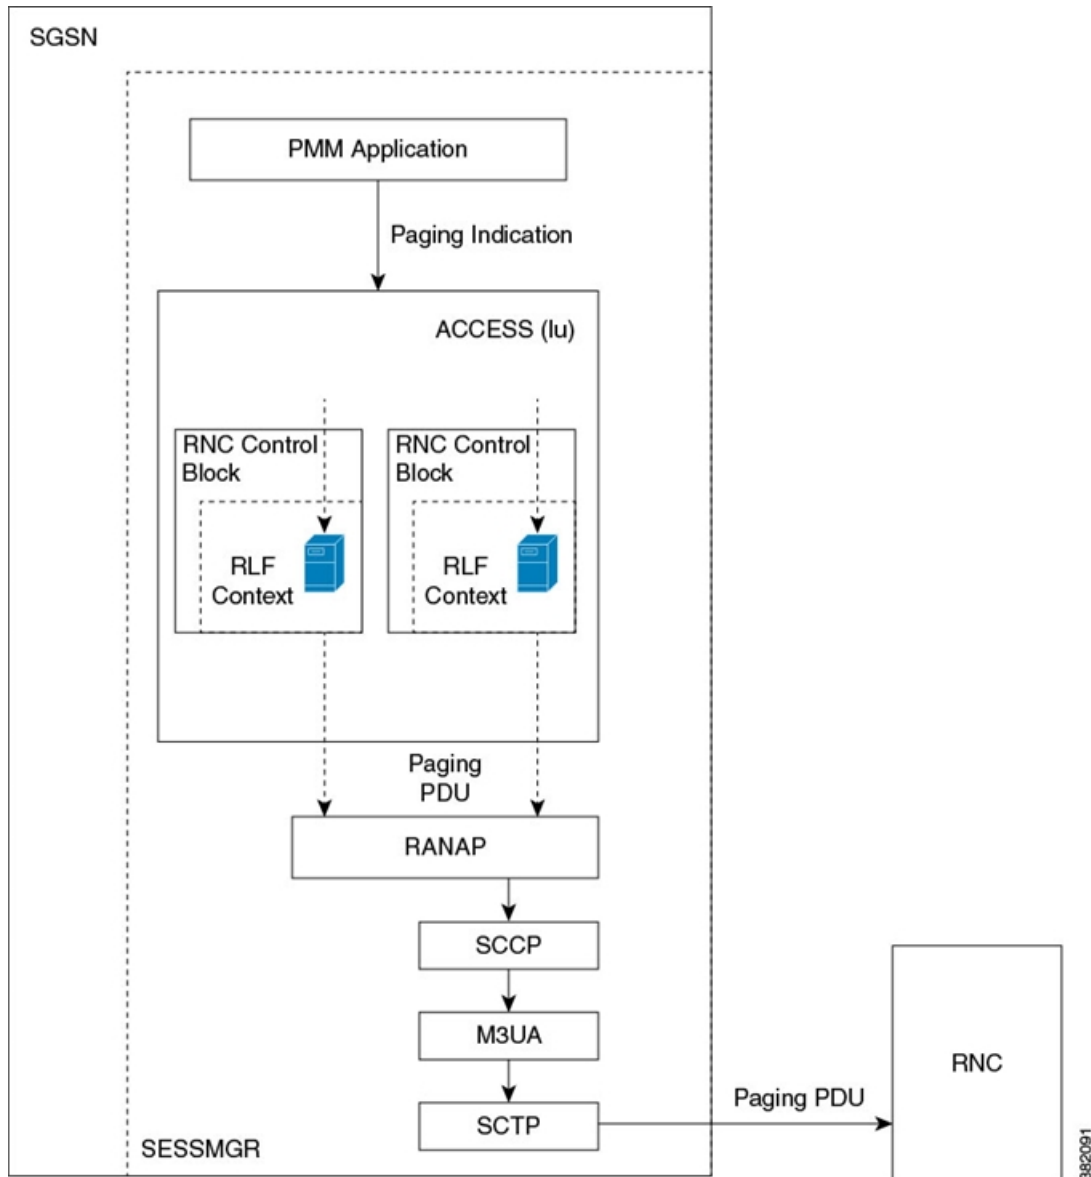 SGSN
PMM Application
Paging Indication
ACCESS (Iu)
RNC Control
Block
RLF
Context
RNC Control
Block
RLF
Context
Paging
PDU
RANAP
SCCP
M3UA
SCTP
SESSMGR
Paging PDU
RNC
382091